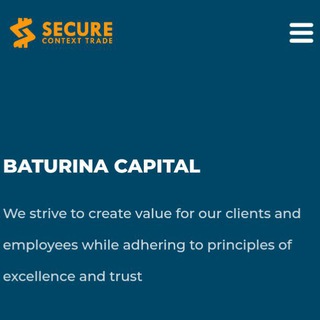 SECURE
CONTEXT TRADE
BATURINA CAPITAL
We strive to create value for our clients and
employees while adhering to principles of
excellence and trust